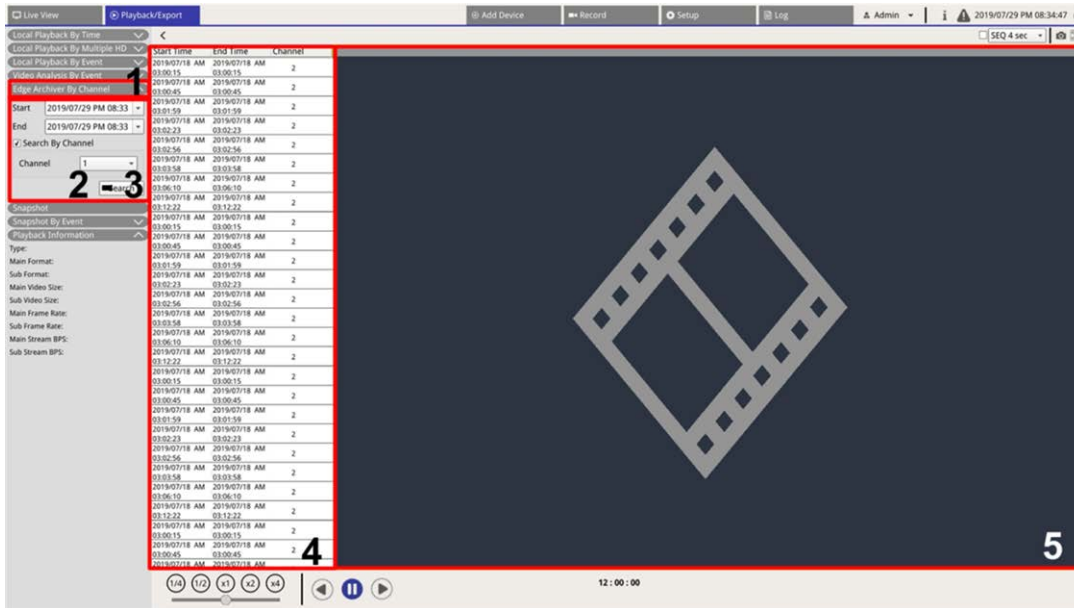 Live View
Playback/Export
Add Device
Record
Setup
Log
Admin
i
2019/07/29 PM 08:34:47
Local Playback By Time
Local Playback By Multiple HD
Local Playback By Event
Video Analysis By Event
Edge Archiver By Channel
1
Start 2019/07/29 PM 08:33
End 2019/07/29 PM 08:33
Search By Channel
Channel 1
2
Search
3
Snapshot
Snapshot By Event
Playback Information
Type:
Main Format:
Sub Format:
Main Video Size:
Sub Video Size:
Main Frame Rate:
Sub Frame Rate:
Main Stream BPS:
Sub Stream BPS:
SEQ 4 sec
Start Time End Time Channel
2019/07/18 AM 2019/07/18 AM
03:00:15 03:00:15 2
2019/07/18 AM 2019/07/18 AM
03:00:45 03:00:45 2
2019/07/18 AM 2019/07/18 AM
03:01:59 03:01:59 2
2019/07/18 AM 2019/07/18 AM
03:02:23 03:02:23 2
2019/07/18 AM 2019/07/18 AM
03:02:56 03:02:56 2
2019/07/18 AM 2019/07/18 AM
03:03:58 03:03:58 2
2019/07/18 AM 2019/07/18 AM
03:06:10 03:06:10 2
2019/07/18 AM 2019/07/18 AM
03:12:22 03:12:22 2
2019/07/18 AM 2019/07/18 AM
03:00:15 03:00:15 2
2019/07/18 AM 2019/07/18 AM
03:00:45 03:00:45 2
2019/07/18 AM 2019/07/18 AM
03:01:59 03:01:59 2
2019/07/18 AM 2019/07/18 AM
03:02:23 03:02:23 2
2019/07/18 AM 2019/07/18 AM
03:02:56 03:02:56 2
2019/07/18 AM 2019/07/18 AM
03:03:58 03:03:58 2
2019/07/18 AM 2019/07/18 AM
03:06:10 03:06:10 2
2019/07/18 AM 2019/07/18 AM
03:12:22 03:12:22 2
2019/07/18 AM 2019/07/18 AM
03:00:15 03:00:15 2
2019/07/18 AM 2019/07/18 AM
03:00:45 03:00:45 2
2019/07/18 AM 2019/07/18 AM
03:01:59 03:01:59 2
2019/07/18 AM 2019/07/18 AM
03:02:23 03:02:23 2
2019/07/18 AM 2019/07/18 AM
03:02:56 03:02:56 2
2019/07/18 AM 2019/07/18 AM
03:03:58 03:03:58 2
2019/07/18 AM 2019/07/18 AM
03:06:10 03:06:10 2
2019/07/18 AM 2019/07/18 AM
03:12:22 03:12:22 2
2019/07/18 AM 2019/07/18 AM
03:00:15 03:00:15 2
2019/07/18 AM 2019/07/18 AM
03:00:45 03:00:45 2
2019/07/18 AM 2019/07/18 AM
4
5
1/4 1/2 x1 x2 x4
12 : 00 : 00